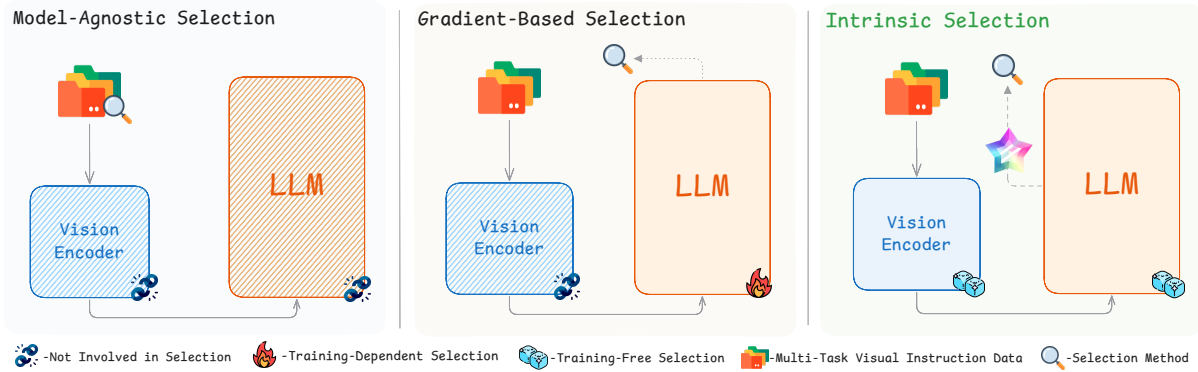 Model-Agnostic Selection
Vision
Encoder
LLM
Gradient-Based Selection
Vision
Encoder
LLM
Intrinsic Selection
Vision
Encoder
LLM
-Not Involved in Selection
-Training-Dependent Selection
-Training-Free Selection
-Multi-Task Visual Instruction Data
-Selection Method